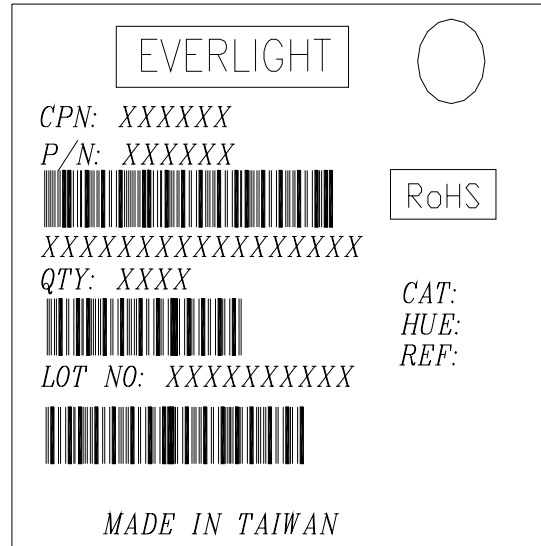 EVERLIGHT
CPN: XXXXXX
P/N: XXXXXX
RoHS
XXXXXXXXXXXXXXXXX
QTY: XXXX
CAT:
HUE:
REF:
LOT NO: XXXXXXXXXX
MADE IN TAIWAN